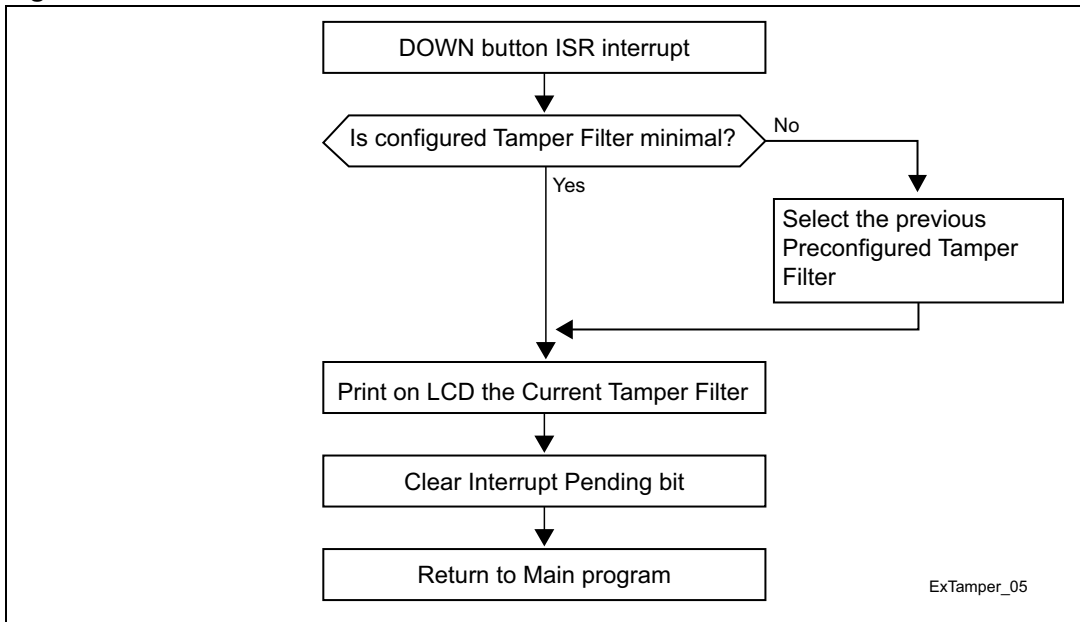 DOWN button ISR interrupt
Is configured Tamper Filter minimal?
No
Yes
Select the previous
Preconfigured Tamper
Filter
Print on LCD the Current Tamper Filter
Clear Interrupt Pending bit
Return to Main program
ExTamper_05